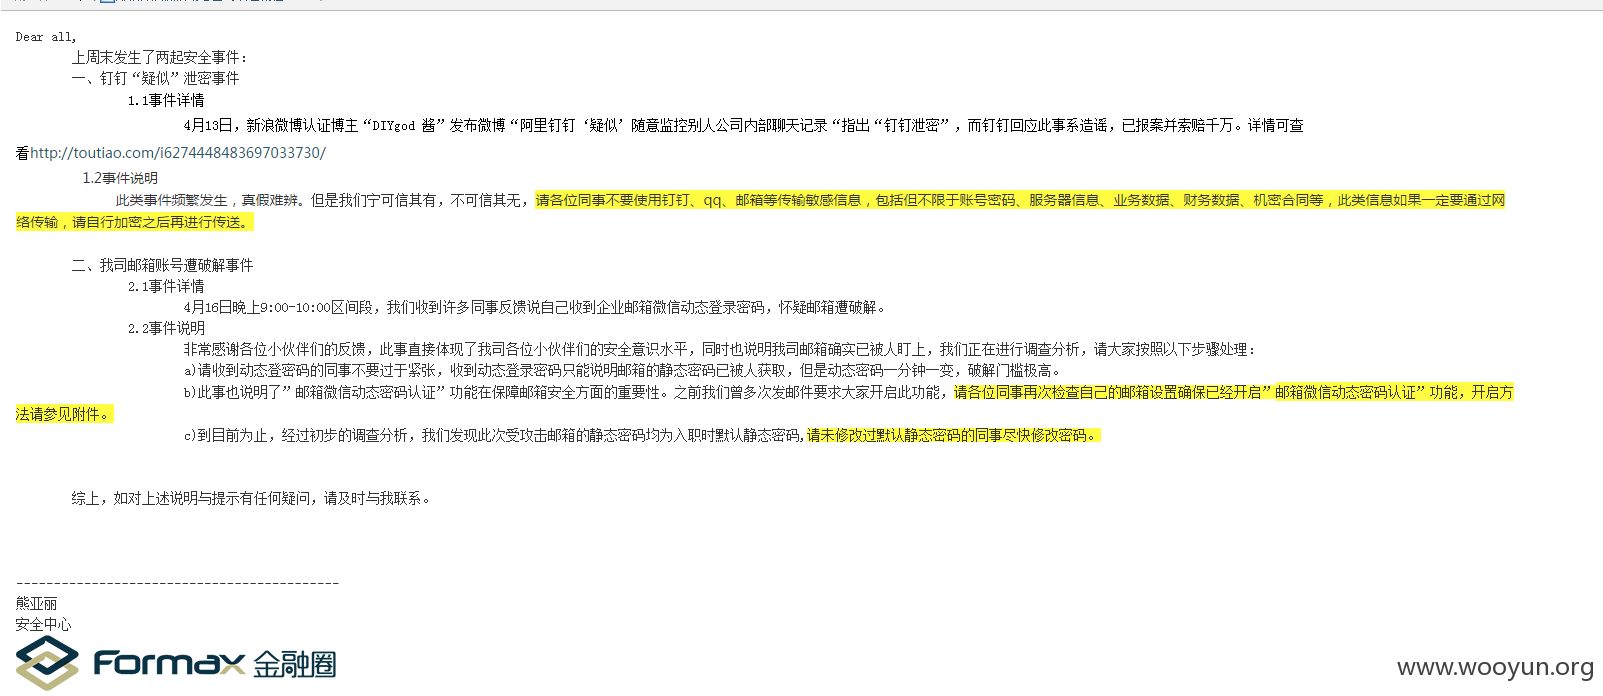 Dear all,
上周末发生了两起安全事件：
一、钉钉“疑似”泄密事件
1.1事件详情
4月13日，新浪微博认证博主“DIYgod 酱”发布微博“阿里钉钉‘疑似’随意监控别人公司内部聊天记录“指出“钉钉泄密”，而钉钉回应此事系造谣，已报案并索赔千万。详情可查
看http://toutiao.com/i6274448483697033730/
1.2事件说明
此类事件频繁发生，真假难辨。但是我们宁可信其有，不可信其无，请各位同事不要使用钉钉、qq、邮箱等传输敏感信息，包括但不限于账号密码、服务器信息、业务数据、财务数据、机密合同等，此类信息如果一定要通过网
络传输，请自行加密之后再进行传送。
二、我司邮箱账号遭破解事件
2.1事件详情
4月16日晚上9:00-10:00区间段，我们收到许多同事反馈说自己收到企业邮箱微信动态登录密码，怀疑邮箱遭破解。
2.2事件说明
非常感谢各位小伙伴们的反馈，此事直接体现了我司各位小伙伴们的安全意识水平，同时也说明我司邮箱确实已被人盯上，我们正在进行调查分析，请大家按照以下步骤处理：
a)请收到动态登密码的同事不要过于紧张，收到动态登录密码只能说明邮箱的静态密码已被人获取，但是动态密码一分钟一变，破解门槛极高。
b)此事也说明了”邮箱微信动态密码认证”功能在保障邮箱安全方面的重要性。之前我们曾多次发邮件要求大家开启此功能，请各位同事再次检查自己的邮箱设置确保已经开启”邮箱微信动态密码认证”功能，开启方
法请参见附件。
c)到目前为止，经过初步的调查分析，我们发现此次受攻击邮箱的静态密码均为入职时默认静态密码,请未修改过默认静态密码的同事尽快修改密码。
综上，如对上述说明与提示有任何疑问，请及时与我联系。
-------------------------------------------
熊亚丽
安全中心
Formax 金融圈
www.wooyun.org